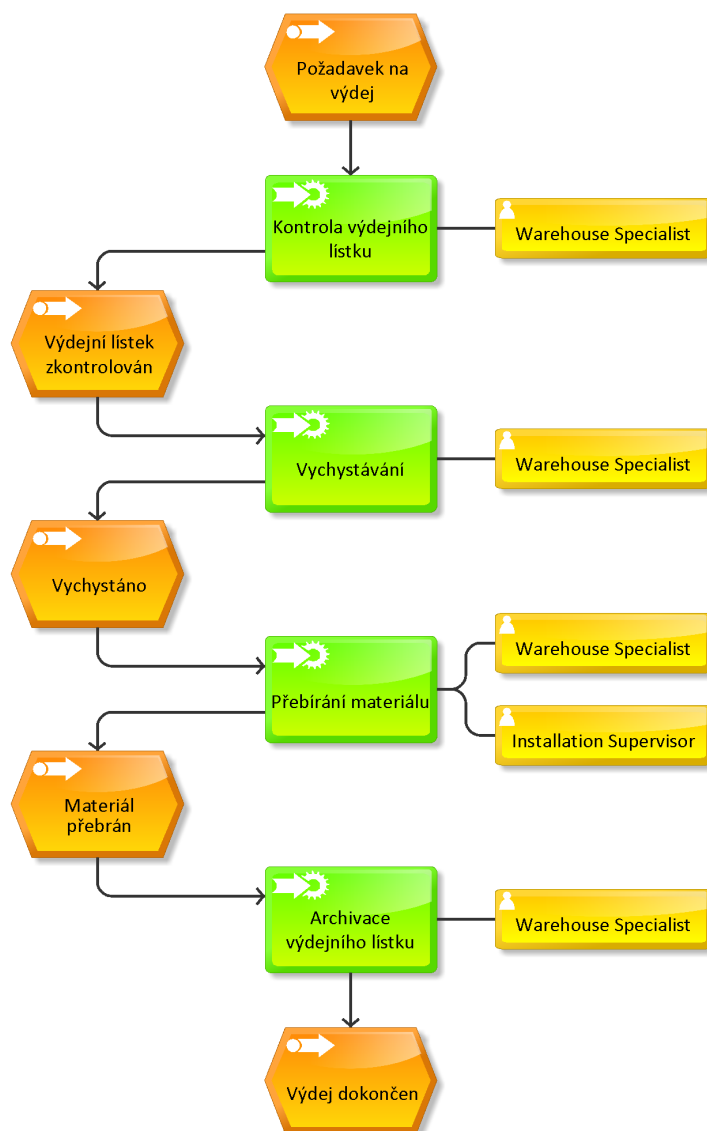 Požadavek na
výdej
Kontrola výdejního
lístku
Warehouse Specialist
Výdejní lístek
zkontrolován
Vychystávání
Warehouse Specialist
Vychystáno
Přebírání materiálu
Warehouse Specialist
Installation Supervisor
Materiál
přebrán
Archivace
výdejního lístku
Warehouse Specialist
Výdej dokončen